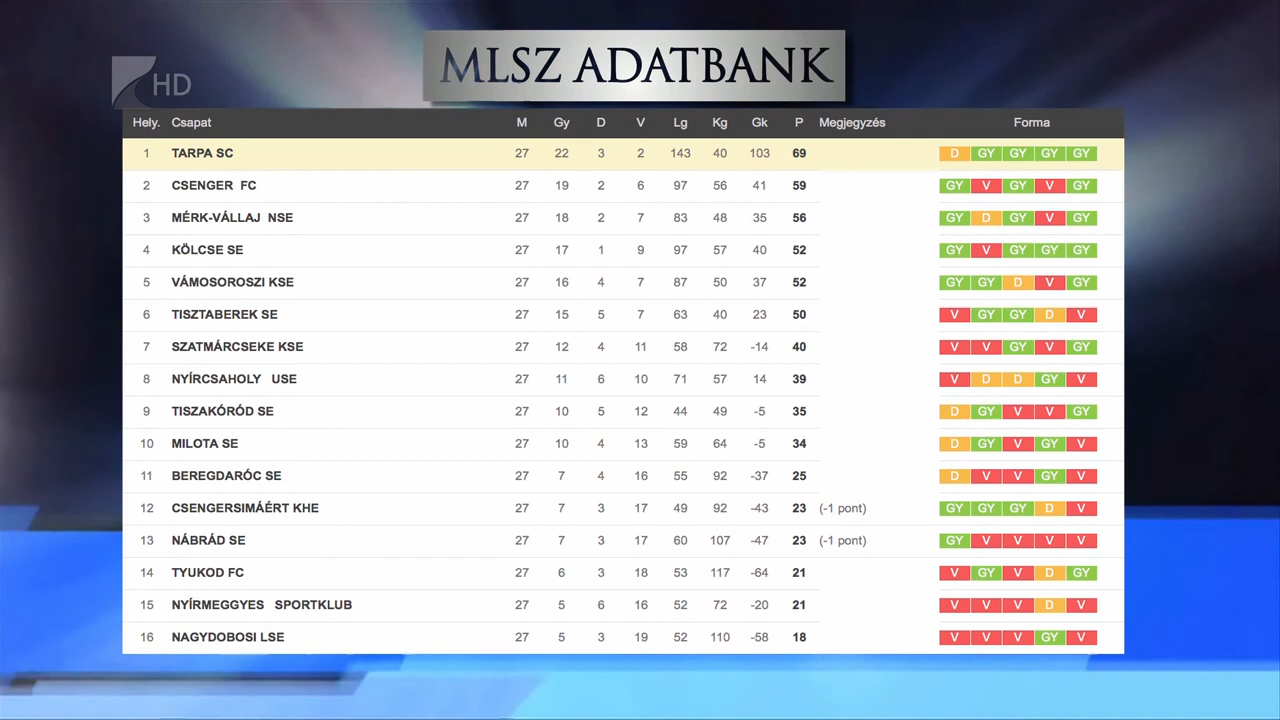 MLSZ ADATBANK
HD
Hely. Csapat M Gy D V Lg Kg Gk P Megjegyzés Forma
1 TARPA SC 27 22 3 2 143 40 103 69 D GY GY GY GY
2 CSENGER FC 27 19 2 6 97 56 41 59 GY V GY V GY
3 MÉRK-VÁLLAJ NSE 27 18 2 7 83 48 35 56 GY D GY V GY
4 KÖLCSE SE 27 17 1 9 97 57 40 52 GY V GY GY GY
5 VÁMOSOROSZI KSE 27 16 4 7 87 50 37 52 GY GY D V GY
6 TISZTABEREK SE 27 15 5 7 63 40 23 50 V GY GY D V
7 SZATMÁRCSEKE KSE 27 12 4 11 58 72 -14 40 V V GY V GY
8 NYÍRCSAHOLY USE 27 11 6 10 71 57 14 39 V D D GY V
9 TISZAKÓRÓD SE 27 10 5 12 44 49 -5 35 D GY V V GY
10 MILOTA SE 27 10 4 13 59 64 -5 34 D GY V GY V
11 BEREGDARÓC SE 27 7 4 16 55 92 -37 25 D V V GY V
12 CSENGERSIMÁÉRT KHE 27 7 3 17 49 92 -43 23 (-1 pont) GY GY GY D V
13 NÁBRÁD SE 27 7 3 17 60 107 -47 23 (-1 pont) GY V V V V
14 TYUKOD FC 27 6 3 18 53 117 -64 21 V GY V D GY
15 NYÍRMEGGYES SPORTKLUB 27 5 6 16 52 72 -20 21 V V V D V
16 NAGYDOBOSI LSE 27 5 3 19 52 110 -58 18 V V V GY V